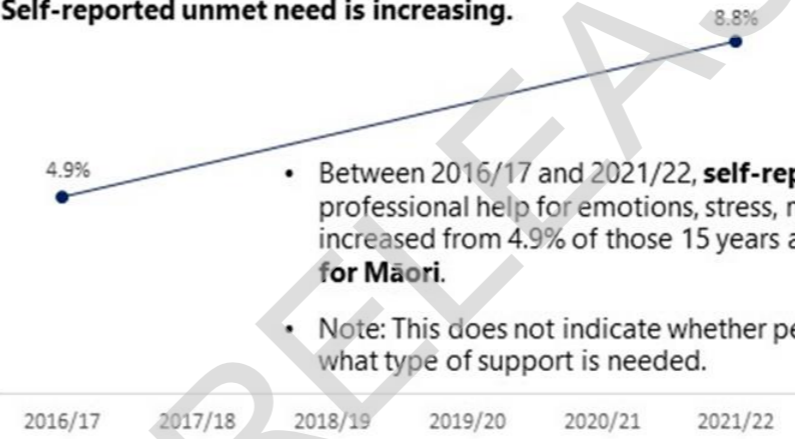 Self-reported unmet need is increasing.
8.8%
4.9%
• Between 2016/17 and 2021/22, self-rep
professional help for emotions, stress,
increased from 4.9% of those 15 years a
for Māori.
• Note: This does not indicate whether pe
what type of support is needed.
2016/17 2017/18 2018/19 2019/20 2020/21 2021/22
RELEAS